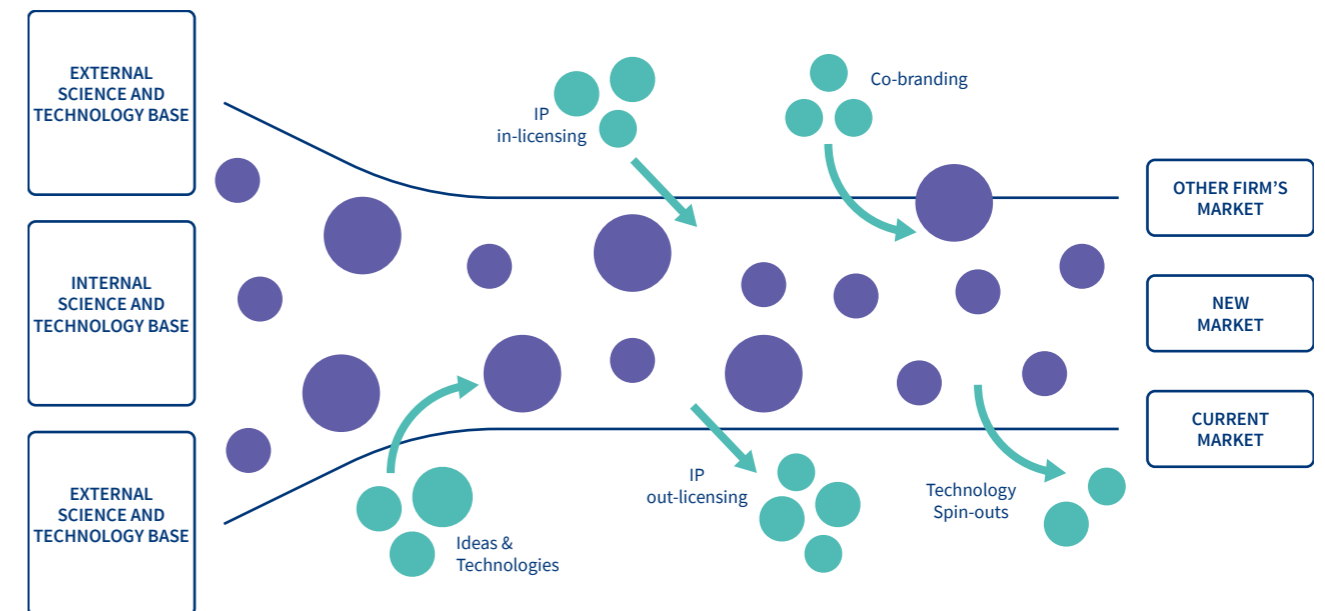 EXTERNAL
SCIENCE AND
TECHNOLOGY BASE
INTERNAL
SCIENCE AND
TECHNOLOGY BASE
EXTERNAL
SCIENCE AND
TECHNOLOGY BASE
IP
in-licensing
Co-branding
Ideas &
Technologies
IP
out-licensing
Technology
Spin-outs
OTHER FIRM'S
MARKET
NEW
MARKET
CURRENT
MARKET